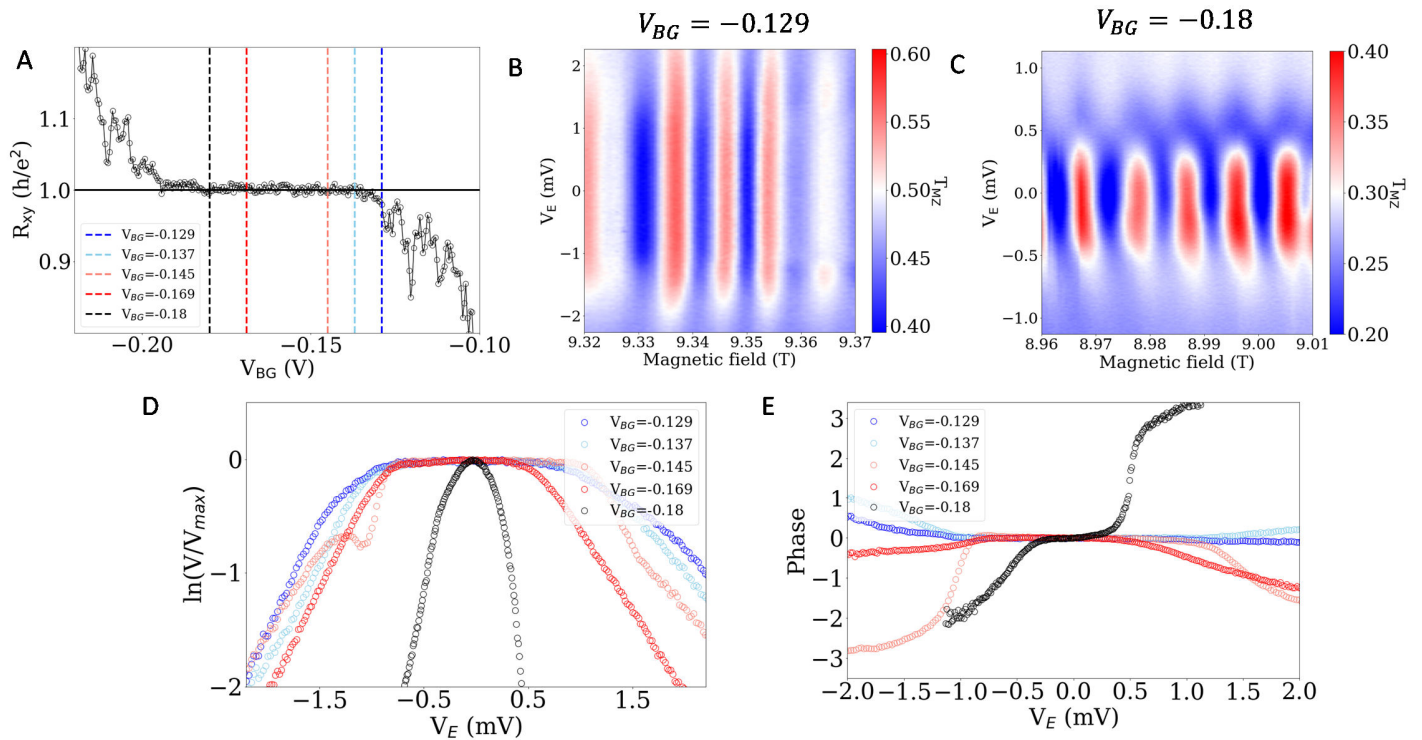 V_BG = −0.129
V_BG = −0.18
A
R_xy (h/e²)
1.1
1.0
0.9
V_BG=-0.129
V_BG=-0.137
V_BG=-0.145
V_BG=-0.169
V_BG=-0.18
−0.20
−0.15
−0.10
V_BG (V)
B
V_E (mV)
2
1
0
−1
−2
9.32
9.33
9.34
9.35
9.36
9.37
Magnetic field (T)
0.60
0.55
0.50
0.45
0.40
T_MZ
C
V_E (mV)
1.0
0.5
0.0
−0.5
−1.0
8.96
8.97
8.98
8.99
9.00
9.01
Magnetic field (T)
0.40
0.35
0.30
0.25
0.20
T_MZ
D
ln(V/V_max)
0
−1
−2
V_BG=-0.129
V_BG=-0.137
V_BG=-0.145
V_BG=-0.169
V_BG=-0.18
−1.5
−0.5
0.5
1.5
V_E (mV)
E
Phase
3
2
1
0
−1
−2
−3
V_BG=-0.129
V_BG=-0.137
V_BG=-0.145
V_BG=-0.169
V_BG=-0.18
−2.0
−1.5
−1.0
−0.5
0.0
0.5
1.0
1.5
2.0
V_E (mV)